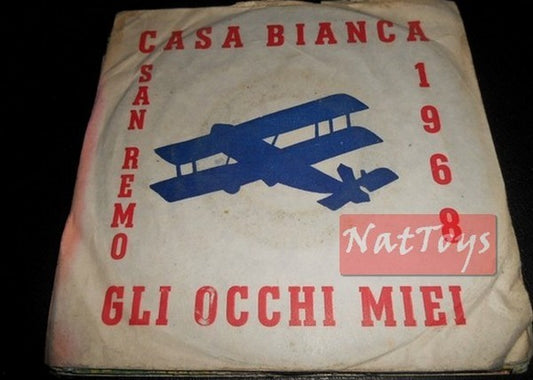 CASA BIANCA
SAN REMO
1968
GLI OCCHI MIEI
NatToys